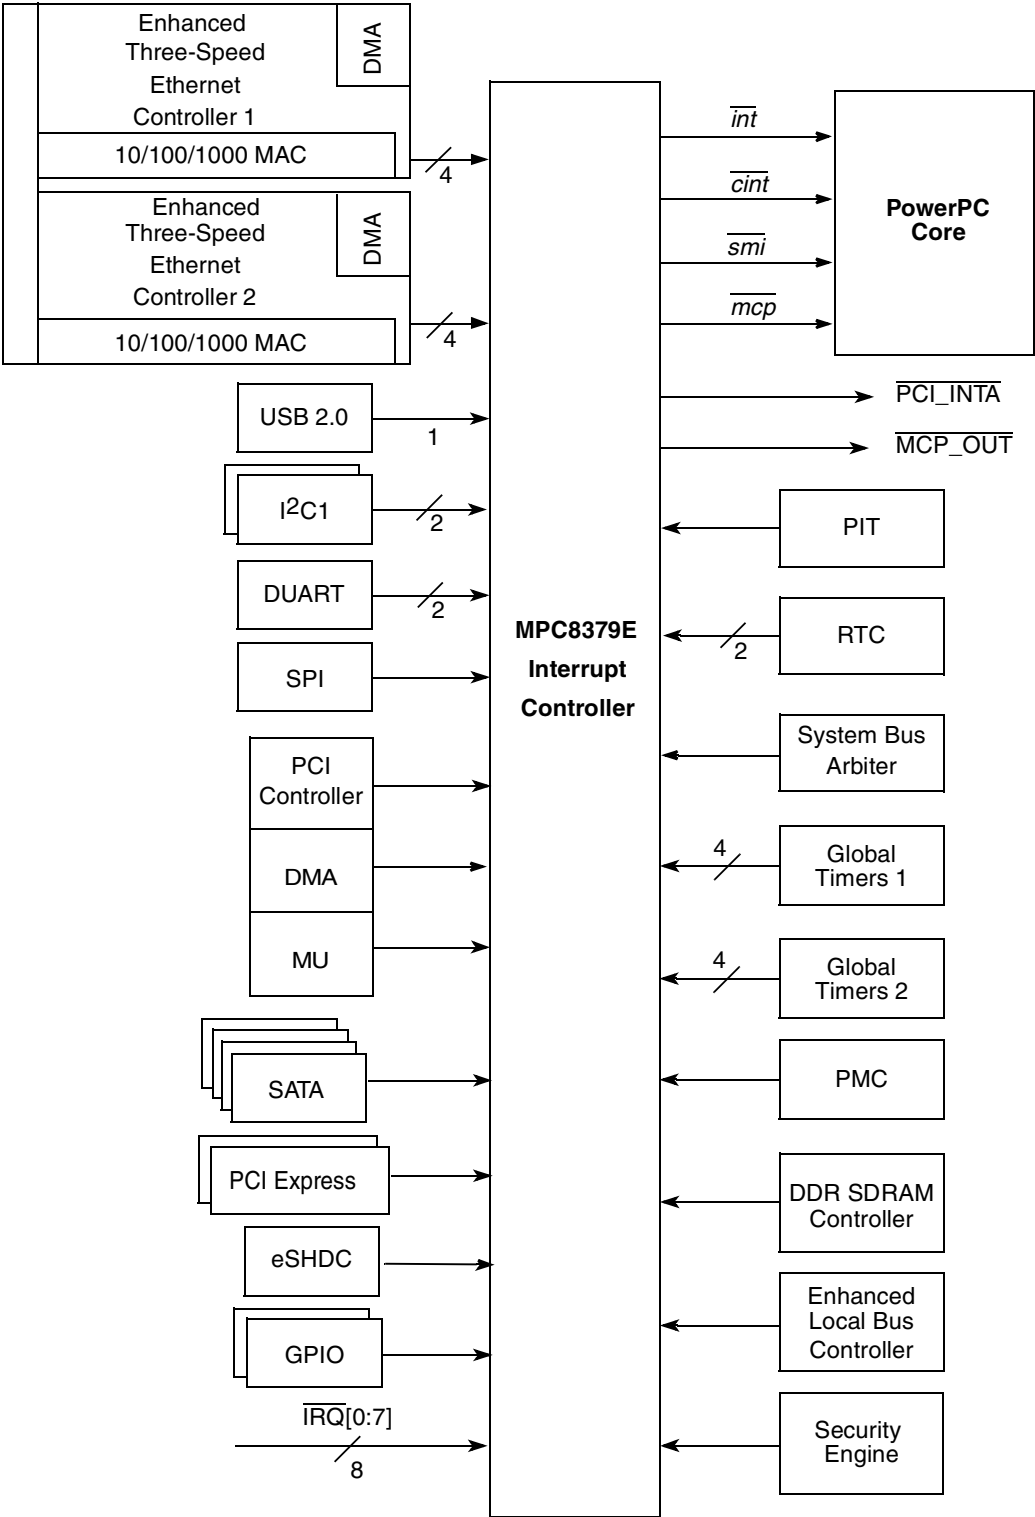 Enhanced
Three-Speed
Ethernet
Controller 1
DMA
10/100/1000 MAC
4
Enhanced
Three-Speed
Ethernet
Controller 2
DMA
10/100/1000 MAC
4
USB 2.0
1
I²C1
2
DUART
2
SPI
PCI
Controller
DMA
MU
SATA
PCI Express
eSHDC
GPIO
IRQ[0:7]
8
MPC8379E
Interrupt
Controller
int
cint
smi
mcp
PowerPC
Core
PCI_INTA
MCP_OUT
PIT
RTC
2
System Bus
Arbiter
Global
Timers 1
4
Global
Timers 2
4
PMC
DDR SDRAM
Controller
Enhanced
Local Bus
Controller
Security
Engine